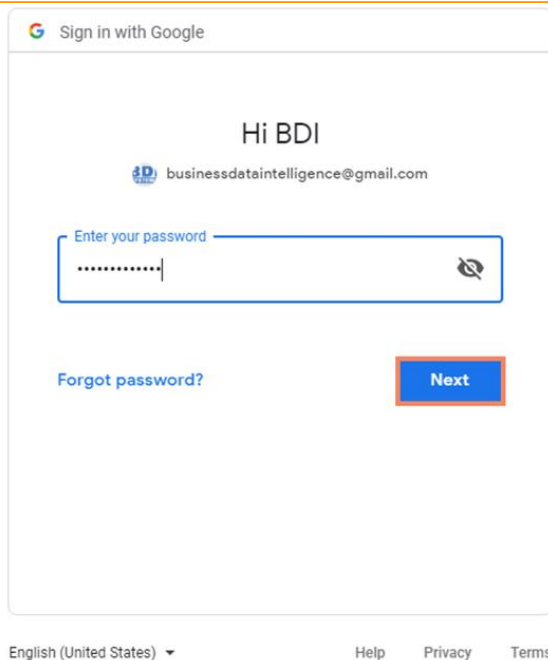 Sign in with Google
Hi BDI
businessdataintelligence@gmail.com
Enter your password
•••••••••••••
Forgot password? Next
English (United States) Help Privacy Terms